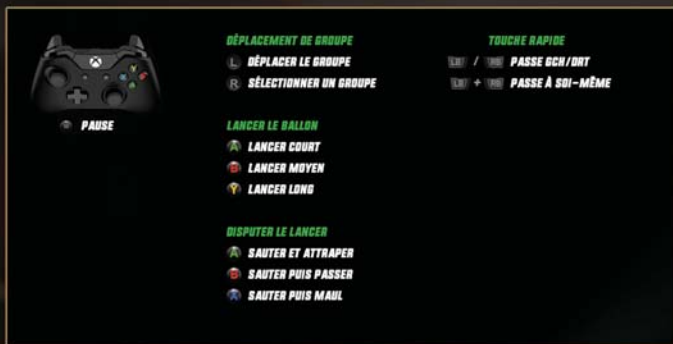 DÉPLACEMENT DE GROUPE
L DÉPLACER LE GROUPE
R SÉLECTIONNER UN GROUPE
TOUCHE RAPIDE
LB / RB PASSE GCH/DRT
LB + RB PASSE À SOI-MÊME
PAUSE
LANCER LE BALLON
A LANCER COURT
B LANCER MOYEN
Y LANCER LONG
DISPUTER LE LANCER
A SAUTER ET ATTRAPER
B SAUTER PUIS PASSER
X SAUTER PUIS MAUL